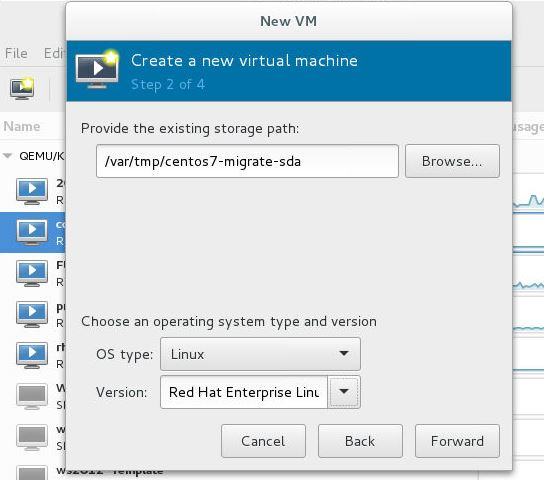 New VM
File Edi
Create a new virtual machine
Step 2 of 4
Name
usage
Provide the existing storage path:
QEMU/K
/var/tmp/centos7-migrate-sda
Browse...
Choose an operating system type and version
OS type: Linux
Version: Red Hat Enterprise Linu
Cancel Back Forward
ws2012-Template